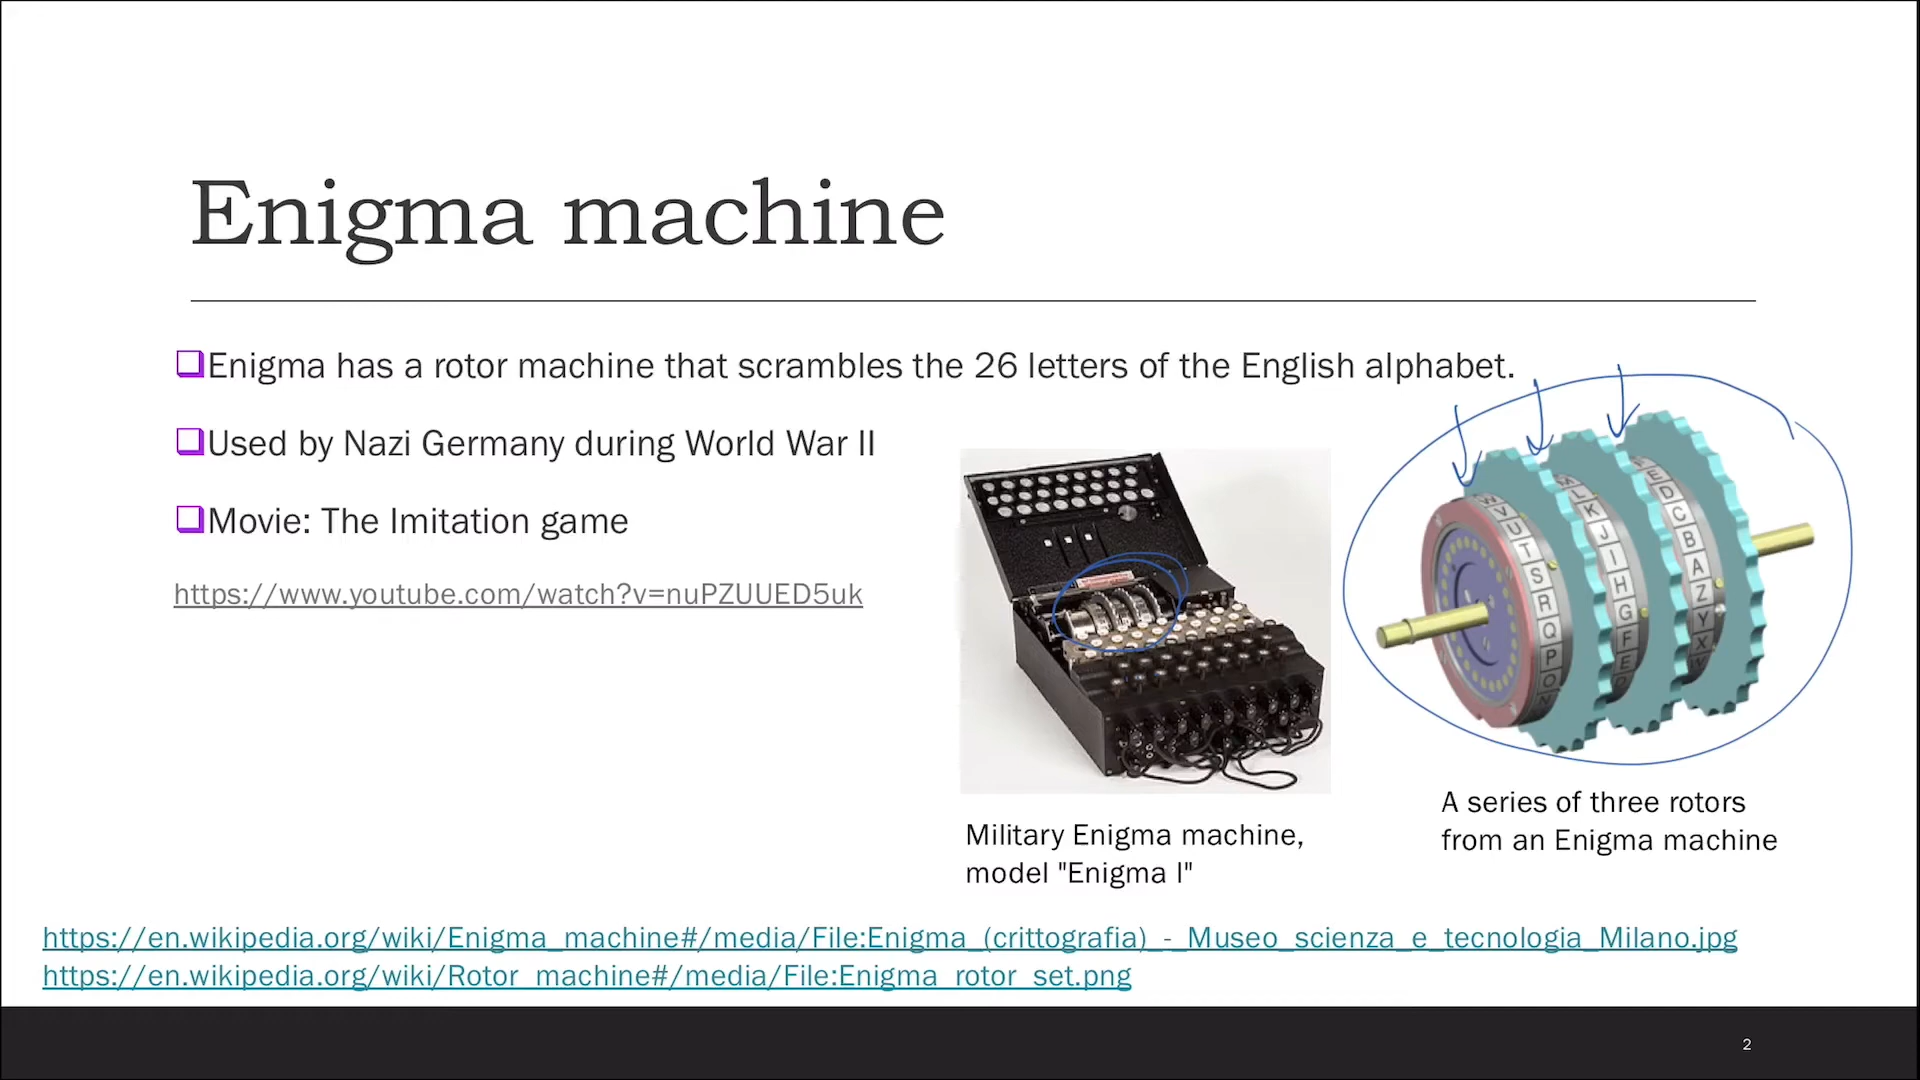 Enigma machine
Enigma has a rotor machine that scrambles the 26 letters of the English alphabet.
Used by Nazi Germany during World War II
Movie: The Imitation game
https://www.youtube.com/watch?v=nuPZUUED5uk
W V U T S R Q P O N
M L K J I H G F E D
E D C B A Z Y X V
Military Enigma machine,
model "Enigma I"
A series of three rotors
from an Enigma machine
https://en.wikipedia.org/wiki/Enigma_machine#/media/File:Enigma_(crittografia)_-_Museo_scienza_e_tecnologia_Milano.jpg
https://en.wikipedia.org/wiki/Rotor_machine#/media/File:Enigma_rotor_set.png
2